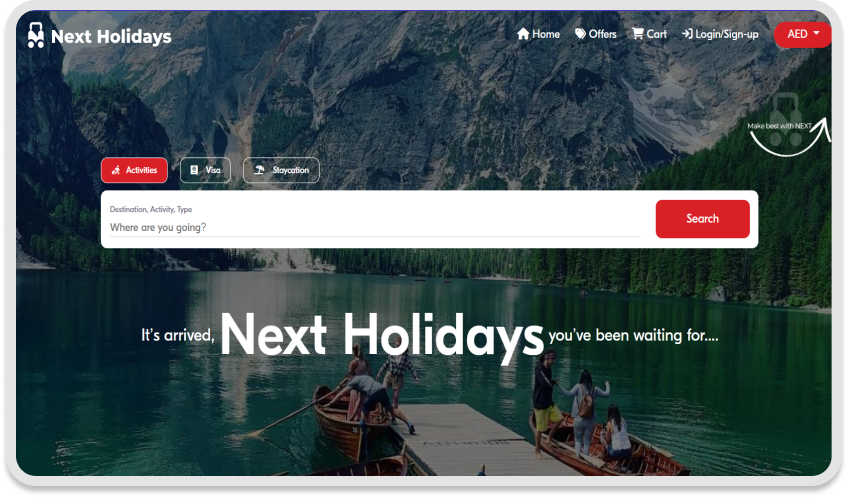 Next Holidays
Home
Offers
Cart
Login/Sign-up
AED
Make best with NEXT
Activities
Visa
Staycation
Destination, Activity, Type
Where are you going?
Search
It's arrived, Next Holidays you've been waiting for....